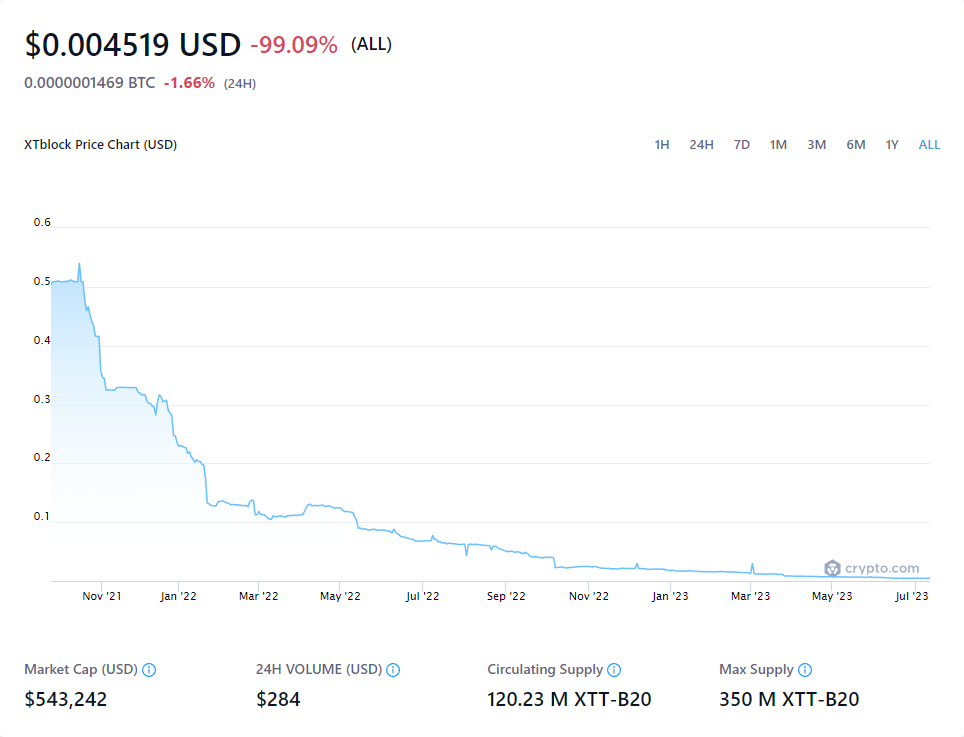 $0.004519 USD -99.09% (ALL)
0.0000001469 BTC -1.66% (24H)
XTblock Price Chart (USD) 1H 24H 7D 1M 3M 6M 1Y ALL
0.6
0.5
0.4
0.3
0.2
0.1
crypto.com
Nov '21 Jan '22 Mar '22 May '22 Jul '22 Sep '22 Nov '22 Jan '23 Mar '23 May '23 Jul '23
Market Cap (USD) 24H VOLUME (USD) Circulating Supply Max Supply
$543,242 $284 120.23 M XTT-B20 350 M XTT-B20